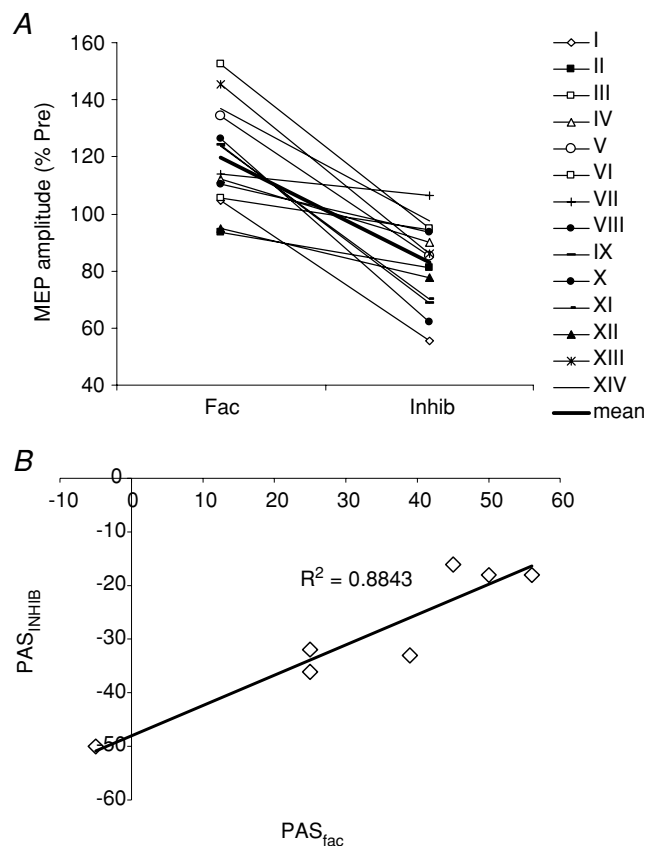 A
MEP amplitude (% Pre)
160
140
120
100
80
60
40
Fac Inhib
I
II
III
IV
V
VI
VII
VIII
IX
X
XI
XII
XIII
XIV
mean
B
-10 0 10 20 30 40 50 60
0
-10
-20
-30
-40
-50
-60
R² = 0.8843
PAS_INHIB
PAS_fac